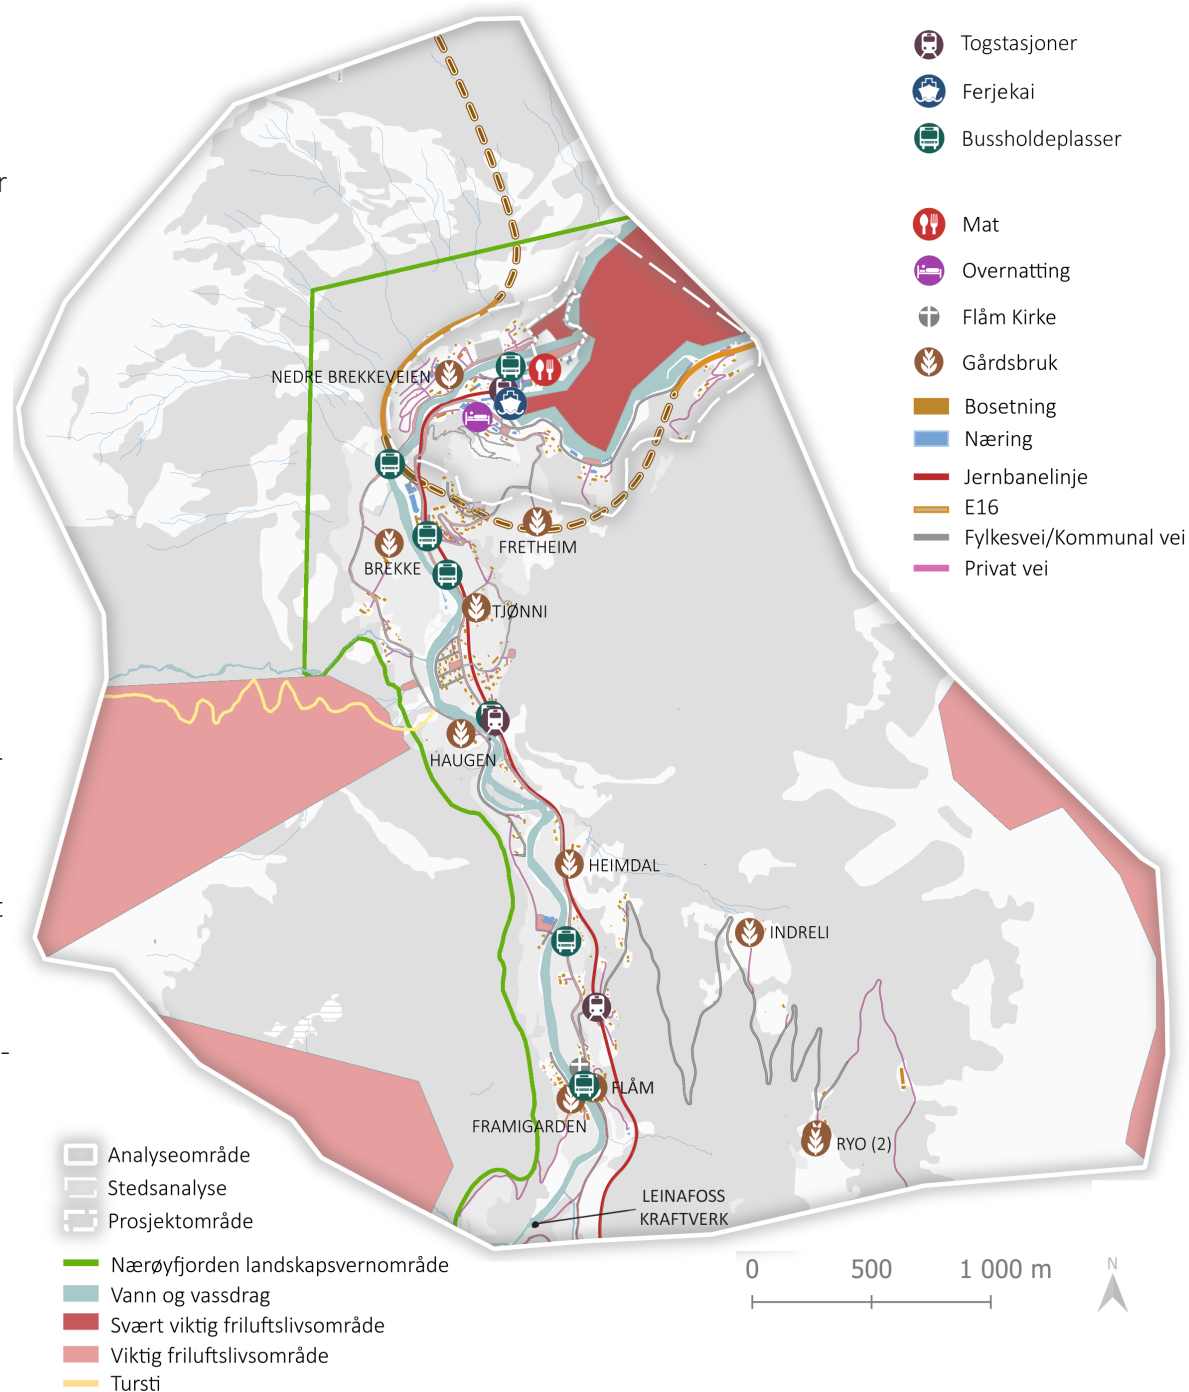 r
t
-
Togstasjoner
Ferjekai
Bussholdeplasser
Mat
Overnatting
Flåm Kirke
Gårdsbruk
Bosetning
Næring
Jernbanelinje
E16
Fylkesvei/Kommunal vei
Privat vei
NEDRE BREKKEVEIEN
FRETHEIM
BREKKE
TJØNNI
HAUGEN
HEIMDAL
INDRELI
FLÅM
FRAMIGARDEN
RYO (2)
LEINAFOSS
KRAFTVERK
Analyseområde
Stedsanalyse
Prosjektområde
Nærøyfjorden landskapsvernområde
Vann og vassdrag
Svært viktig friluftslivsområde
Viktig friluftslivsområde
Tursti
0 500 1 000 m
N